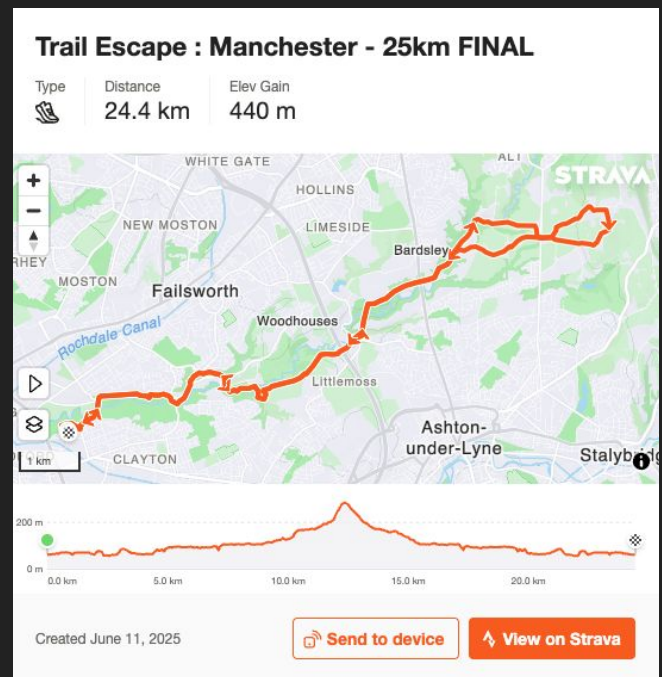 Trail Escape : Manchester - 25km FINAL
Type
Distance
Elev Gain
24.4 km
440 m
WHITE GATE
ALT
STRAVA
HOLLINS
NEW MOSTON
LIMESIDE
Bardsley
RHEY
MOSTON
Failsworth
Woodhouses
Rochdale Canal
Littlemoss
Ashton-
under-Lyne
CLAYTON
1 km
200 m
0 m
0.0 km
5.0 km
10.0 km
15.0 km
20.0 km
Created June 11, 2025
Send to device
View on Strava